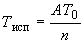 Tисп = AT0 / n